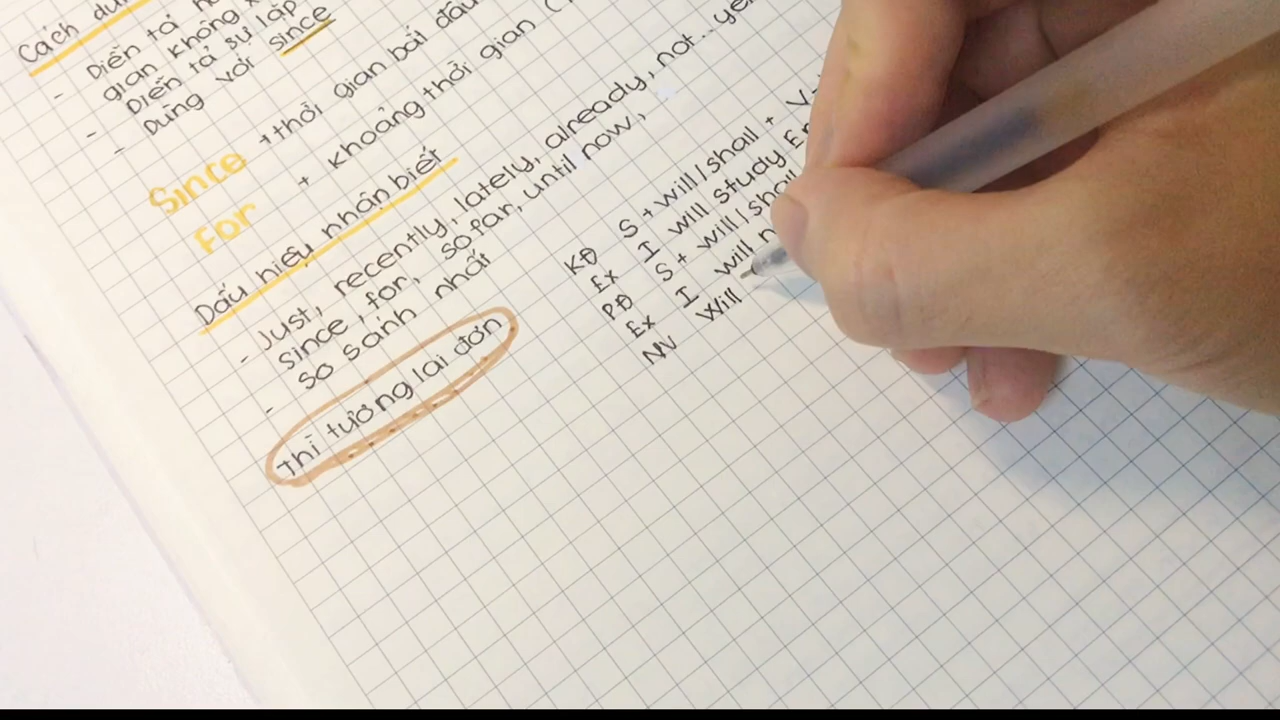 Cách
- Diễn tả
gian không
- Diễn tả sự lặp
- Dùng với Since
Since + thời gian bắt đầu
For + khoảng thời gian (
Dấu hiệu nhận biết
- Just, recently, lately, already, not...
since, for, so far, until now,
- So sánh nhất
Thì tương lai đơn
KĐ S + will/shall +
Ex I will study
PĐ S + will/shall
Ex I will
NV Will